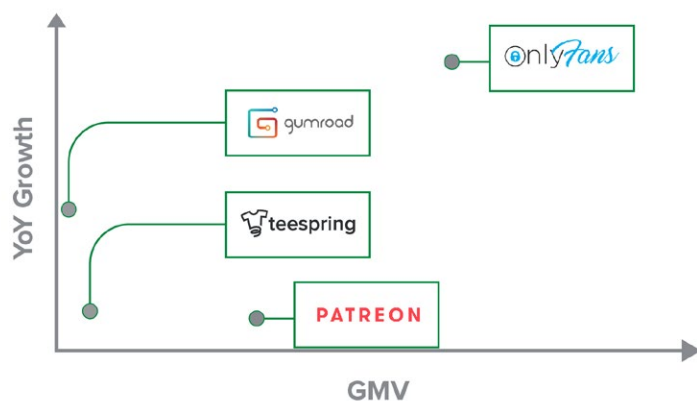 OnlyFans
gumroad
YoY Growth
teespring
PATREON
GMV